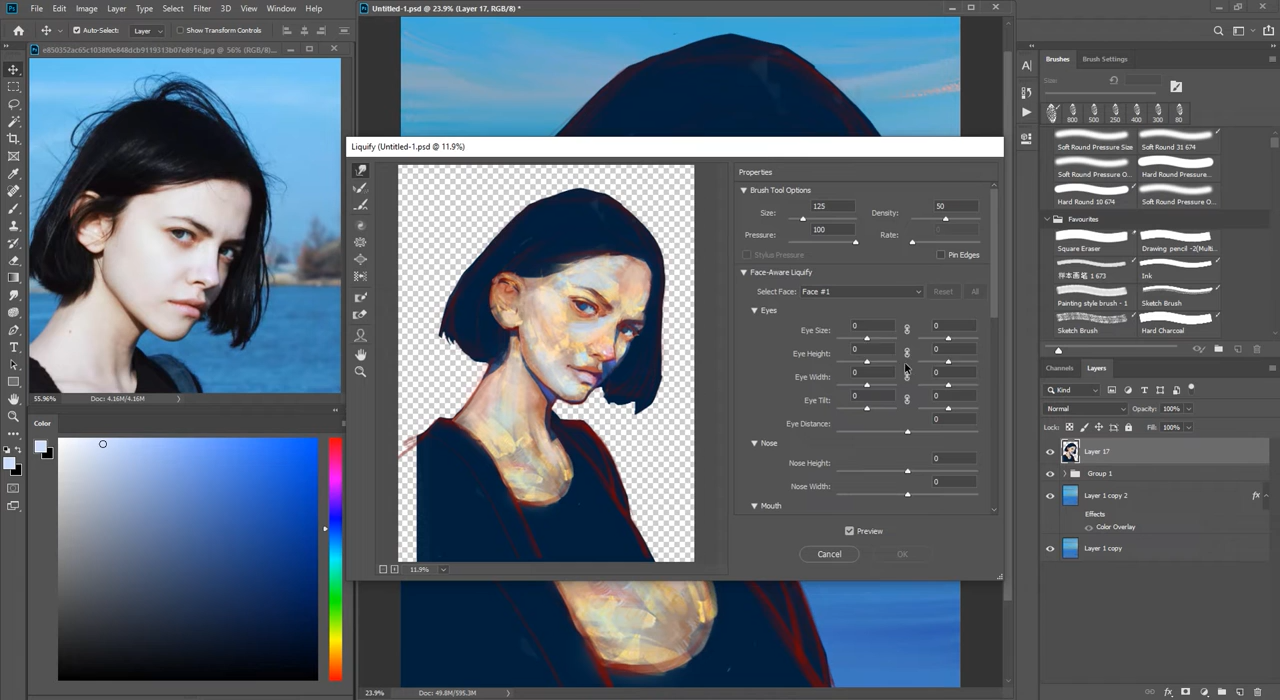 File Edit Image Layer Type Select Filter 3D View Window Help
Auto-Select: Layer Show Transform Controls
e850352ac65c1038f0e848dcb9119313b07e891e.jpg @ 56% (RGB/8)...
55.96% Doc: 4.16M/4.16M
Color
Untitled-1.psd @ 23.9% (Layer 17, RGB/8) *
Liquify (Untitled-1.psd @ 11.9%)
Properties
Brush Tool Options
Size: 125 Density: 50
Pressure: 100 Rate: 0
Stylus Pressure Pin Edges
Face-Aware Liquify
Select Face: Face #1 Reset All
Eyes
Eye Size: 0 0
Eye Height: 0 0
Eye Width: 0 0
Eye Tilt: 0 0
Eye Distance: 0
Nose
Nose Height: 0
Nose Width: 0
Mouth
Preview
Cancel OK
11.9%
23.9% Doc: 49.8M/595.3M
Brushes Brush Settings
Size:
800 500 250 400 300 80
Soft Round Pressure Size Soft Round 31 674
Soft Round Pressure O... Hard Round Pressure...
Hard Round 10 674 Soft Round Pressure O...
Favourites
Square Eraser Drawing pencil -2(Multi...
样本画笔 1 673 Ink
Painting style brush - 1 Sketch Brush
Sketch Brush Hard Charcoal
Channels Layers
Kind
Normal Opacity: 100%
Lock: Fill: 100%
Layer 17
Group 1
Layer 1 copy 2 fx
Effects
Color Overlay
Layer 1 copy